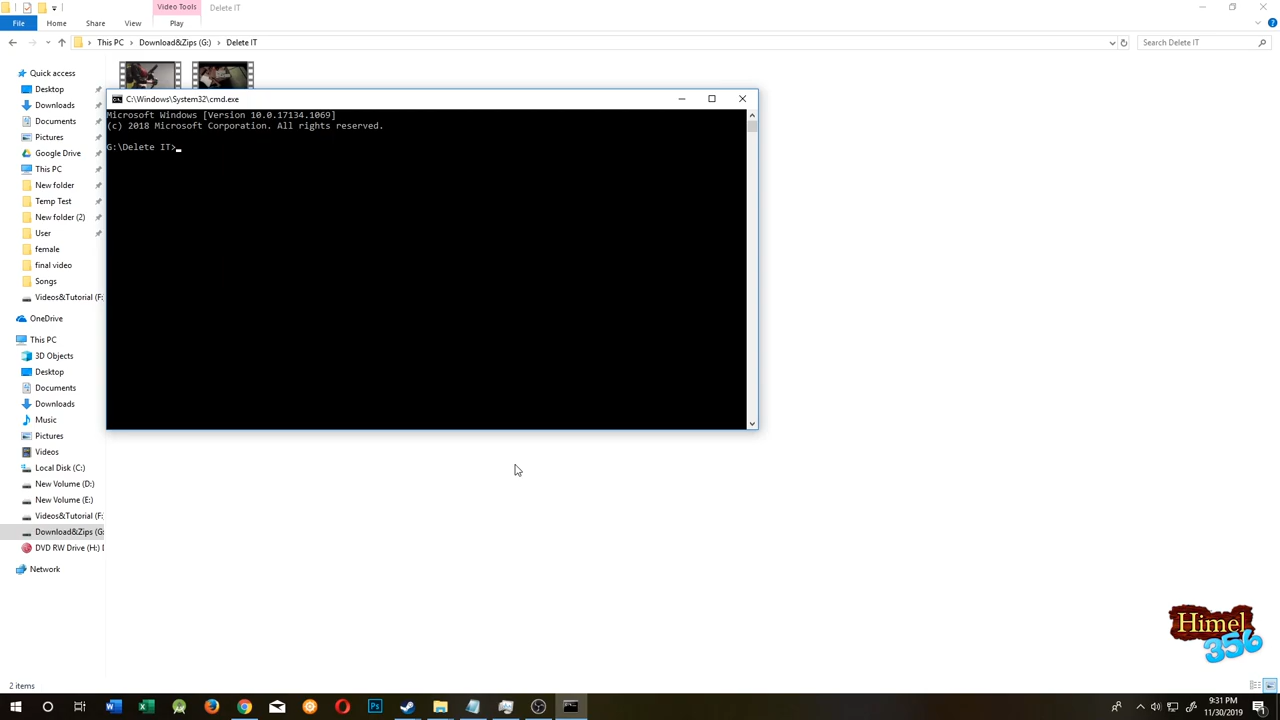 Video Tools
Delete IT
File
Home
Share
View
Play
This PC
Download&Zips (G:)
Delete IT
Search Delete IT
Quick access
Desktop
Downloads
Documents
Pictures
Google Drive
This PC
New folder
Temp Test
New folder (2)
User
female
final video
Songs
Videos&Tutorial (F:
OneDrive
This PC
3D Objects
Desktop
Documents
Downloads
Music
Pictures
Videos
Local Disk (C:)
New Volume (D:)
New Volume (E:)
Videos&Tutorial (F:
Download&Zips (G:
DVD RW Drive (H:) D
Network
C:\Windows\System32\cmd.exe
Microsoft Windows [Version 10.0.17134.1069]
(c) 2018 Microsoft Corporation. All rights reserved.
G:\Delete IT>
Himel
356
2 items
9:31 PM
11/30/2019